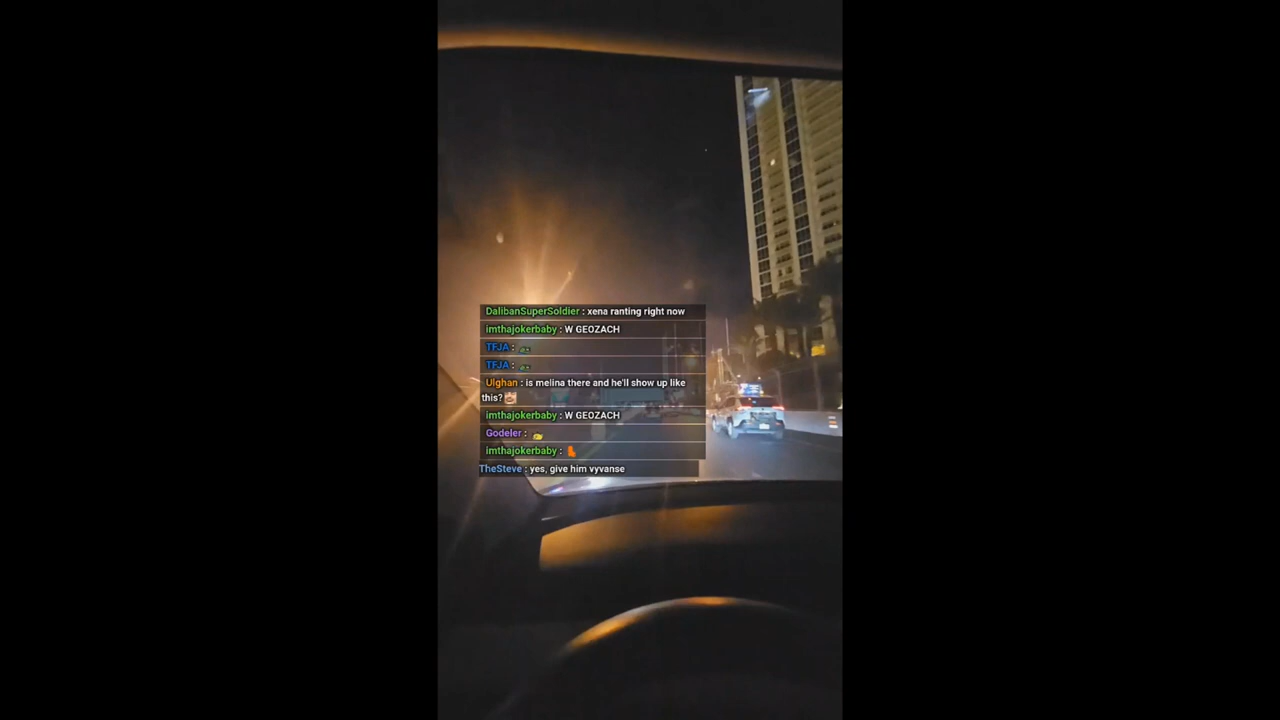 DalibanSuperSoldier : xena ranting right now
imthajokerbaby : W GEOZACH
TFJA :
TFJA :
Ulghan : is melina there and he'll show up like
this?
imthajokerbaby : W GEOZACH
Godeler :
imthajokerbaby :
TheSteve : yes, give him vyvanse